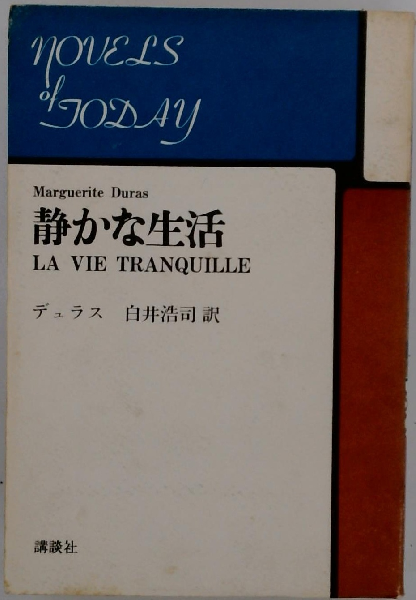 NOVELS
of TODAY
Marguerite Duras
静かな生活
LA VIE TRANQUILLE
デュラス 白井浩司 訳
講談社